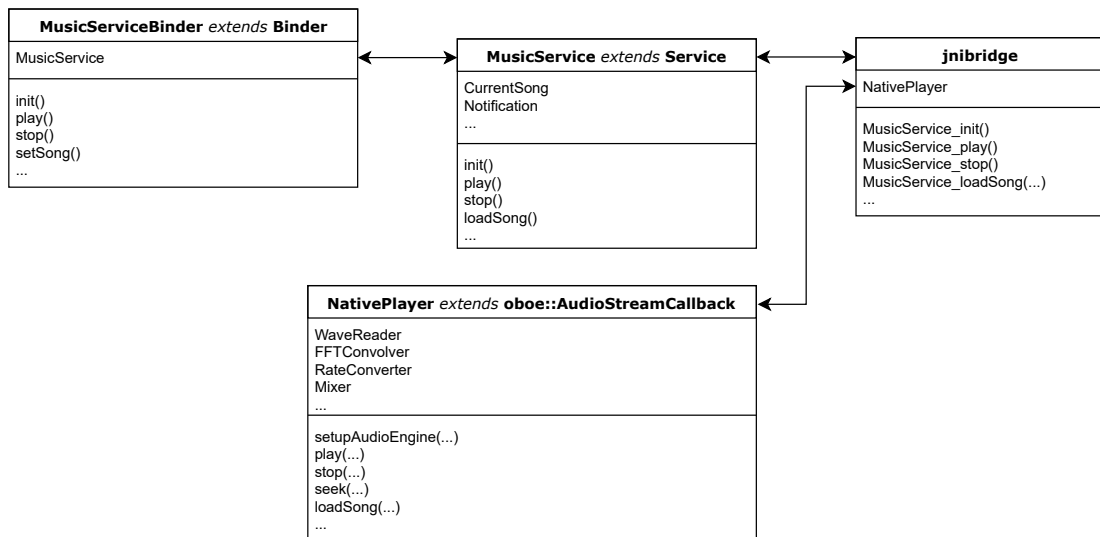 MusicServiceBinder extends Binder
MusicService
init()
play()
stop()
setSong()
...
MusicService extends Service
CurrentSong
Notification
...
init()
play()
stop()
loadSong()
...
jnibridge
NativePlayer
MusicService_init()
MusicService_play()
MusicService_stop()
MusicService_loadSong(...)
...
NativePlayer extends oboe::AudioStreamCallback
WaveReader
FFTConvolver
RateConverter
Mixer
...
setupAudioEngine(...)
play(...)
stop(...)
seek(...)
loadSong(...)
...